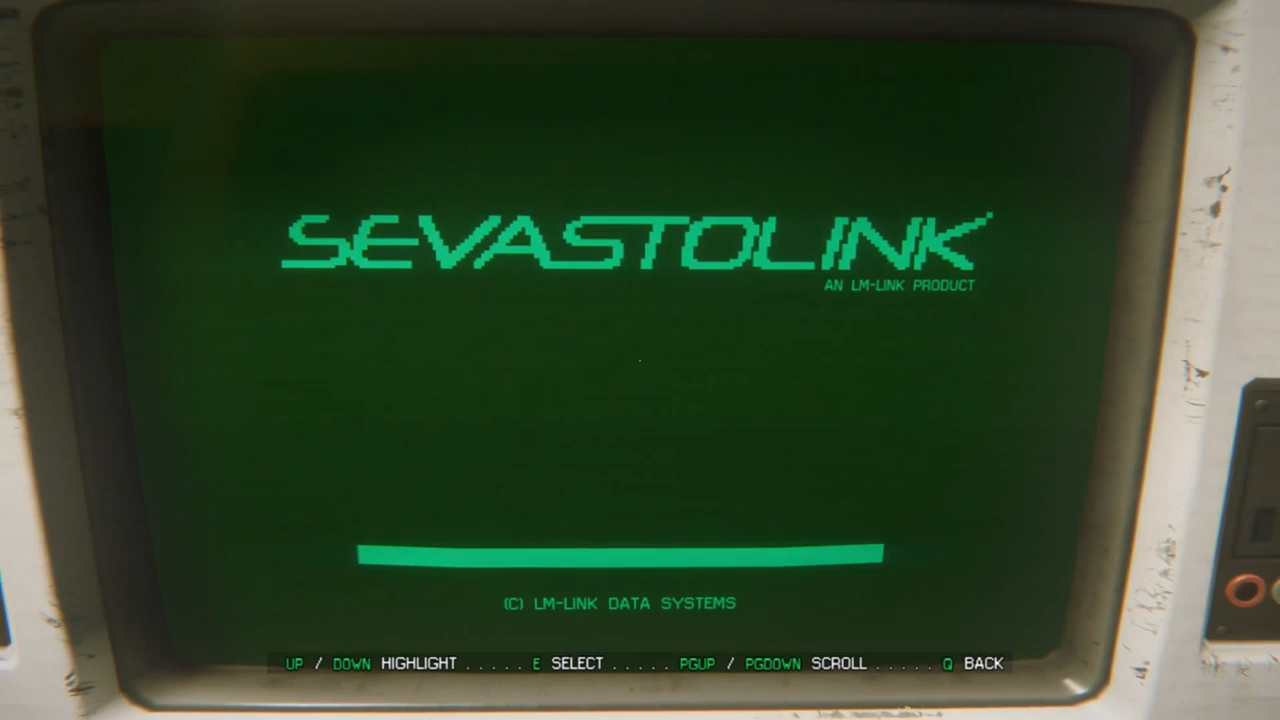 SEVASTOLINK
AN LM-LINK PRODUCT
(C) LM-LINK DATA SYSTEMS
UP / DOWN HIGHLIGHT ..... E SELECT ..... PGUP / PGDOWN SCROLL ..... Q BACK